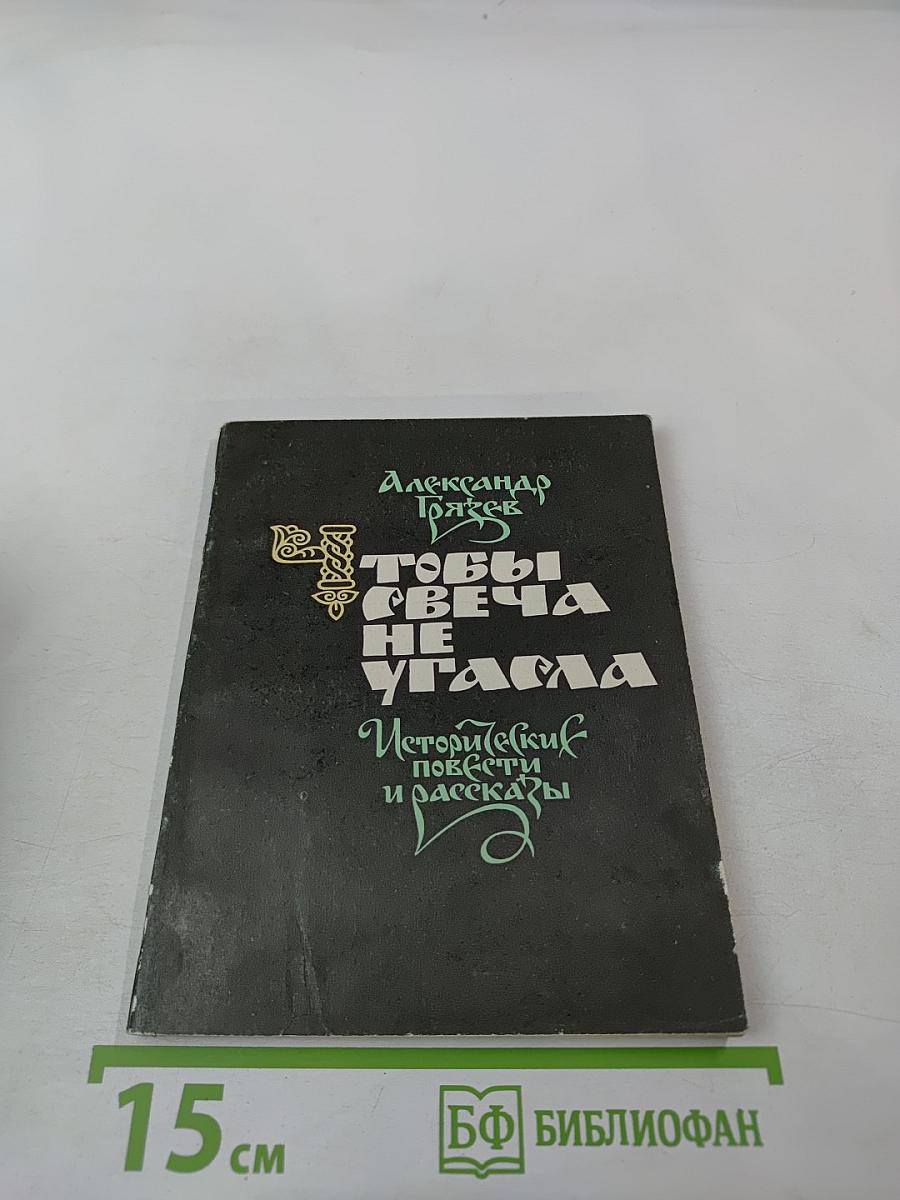 Александр
Грязев
Чтобы
свеча
не
угасла
Исторические
повести
и рассказы
15 см
БФ БИБЛИОФАН